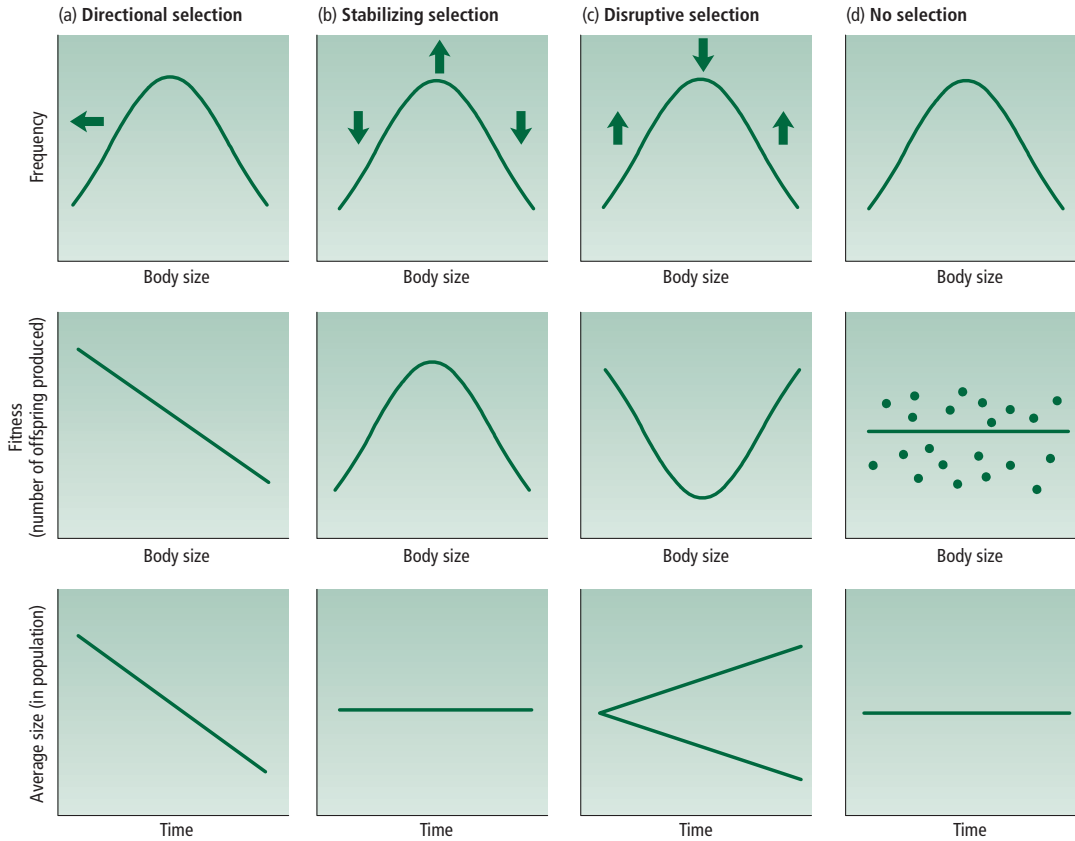 (a) Directional selection
(b) Stabilizing selection
(c) Disruptive selection
(d) No selection
Frequency
Body size
Body size
Body size
Body size
Fitness
(number of offspring produced)
Body size
Body size
Body size
Body size
Average size (in population)
Time
Time
Time
Time